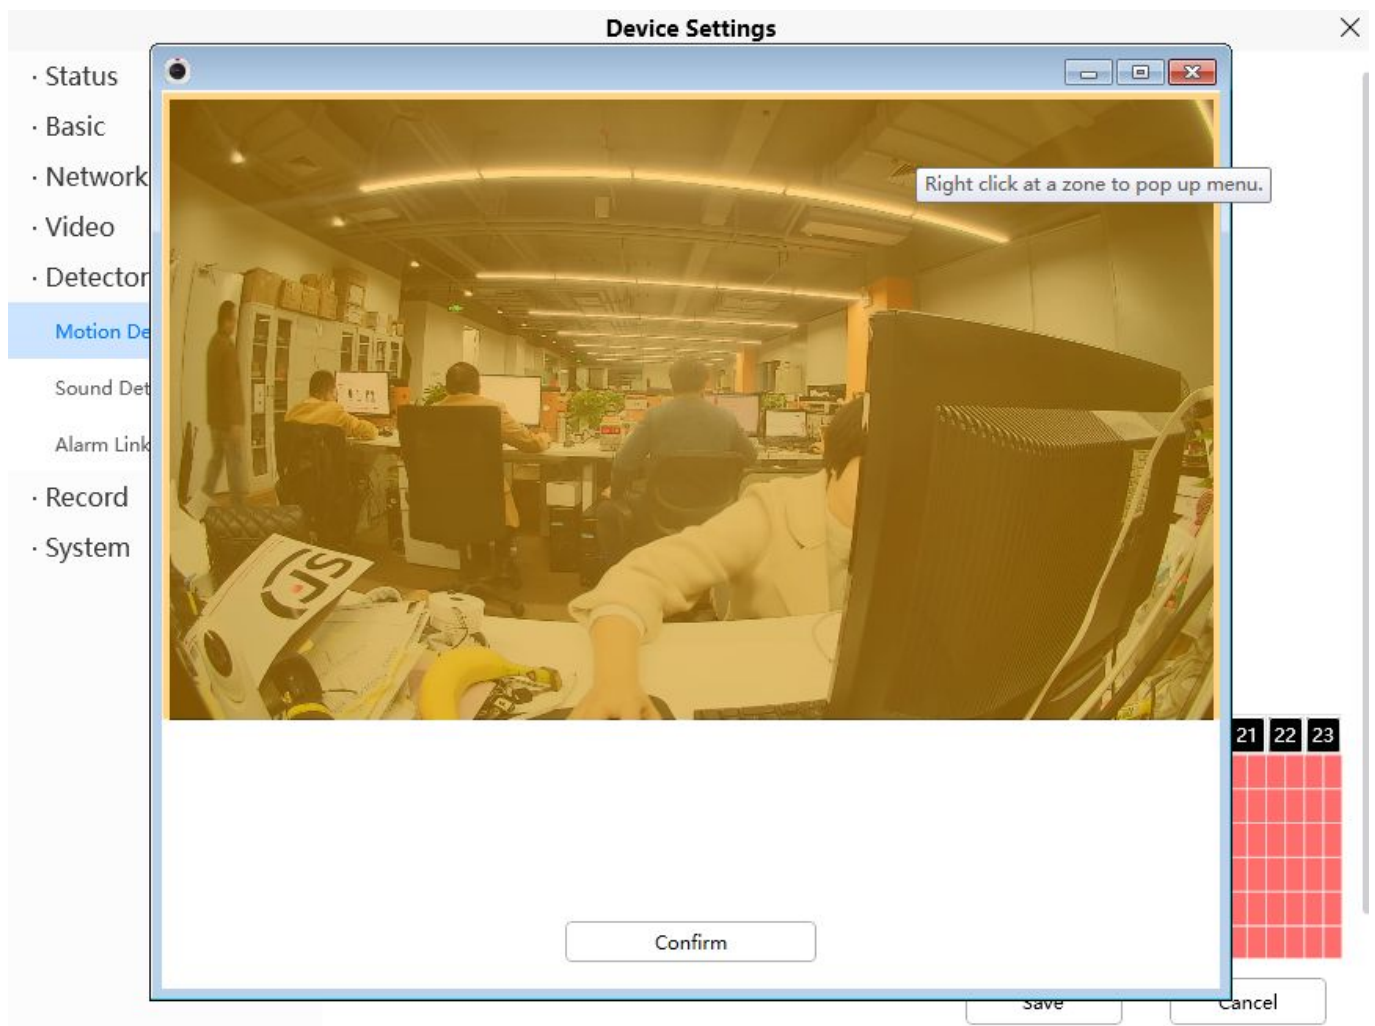 Device Settings
· Status
· Basic
· Network
· Video
· Detector
Motion De
Sound Det
Alarm Link
· Record
· System
Right click at a zone to pop up menu.
21 22 23
Confirm
Save
Cancel